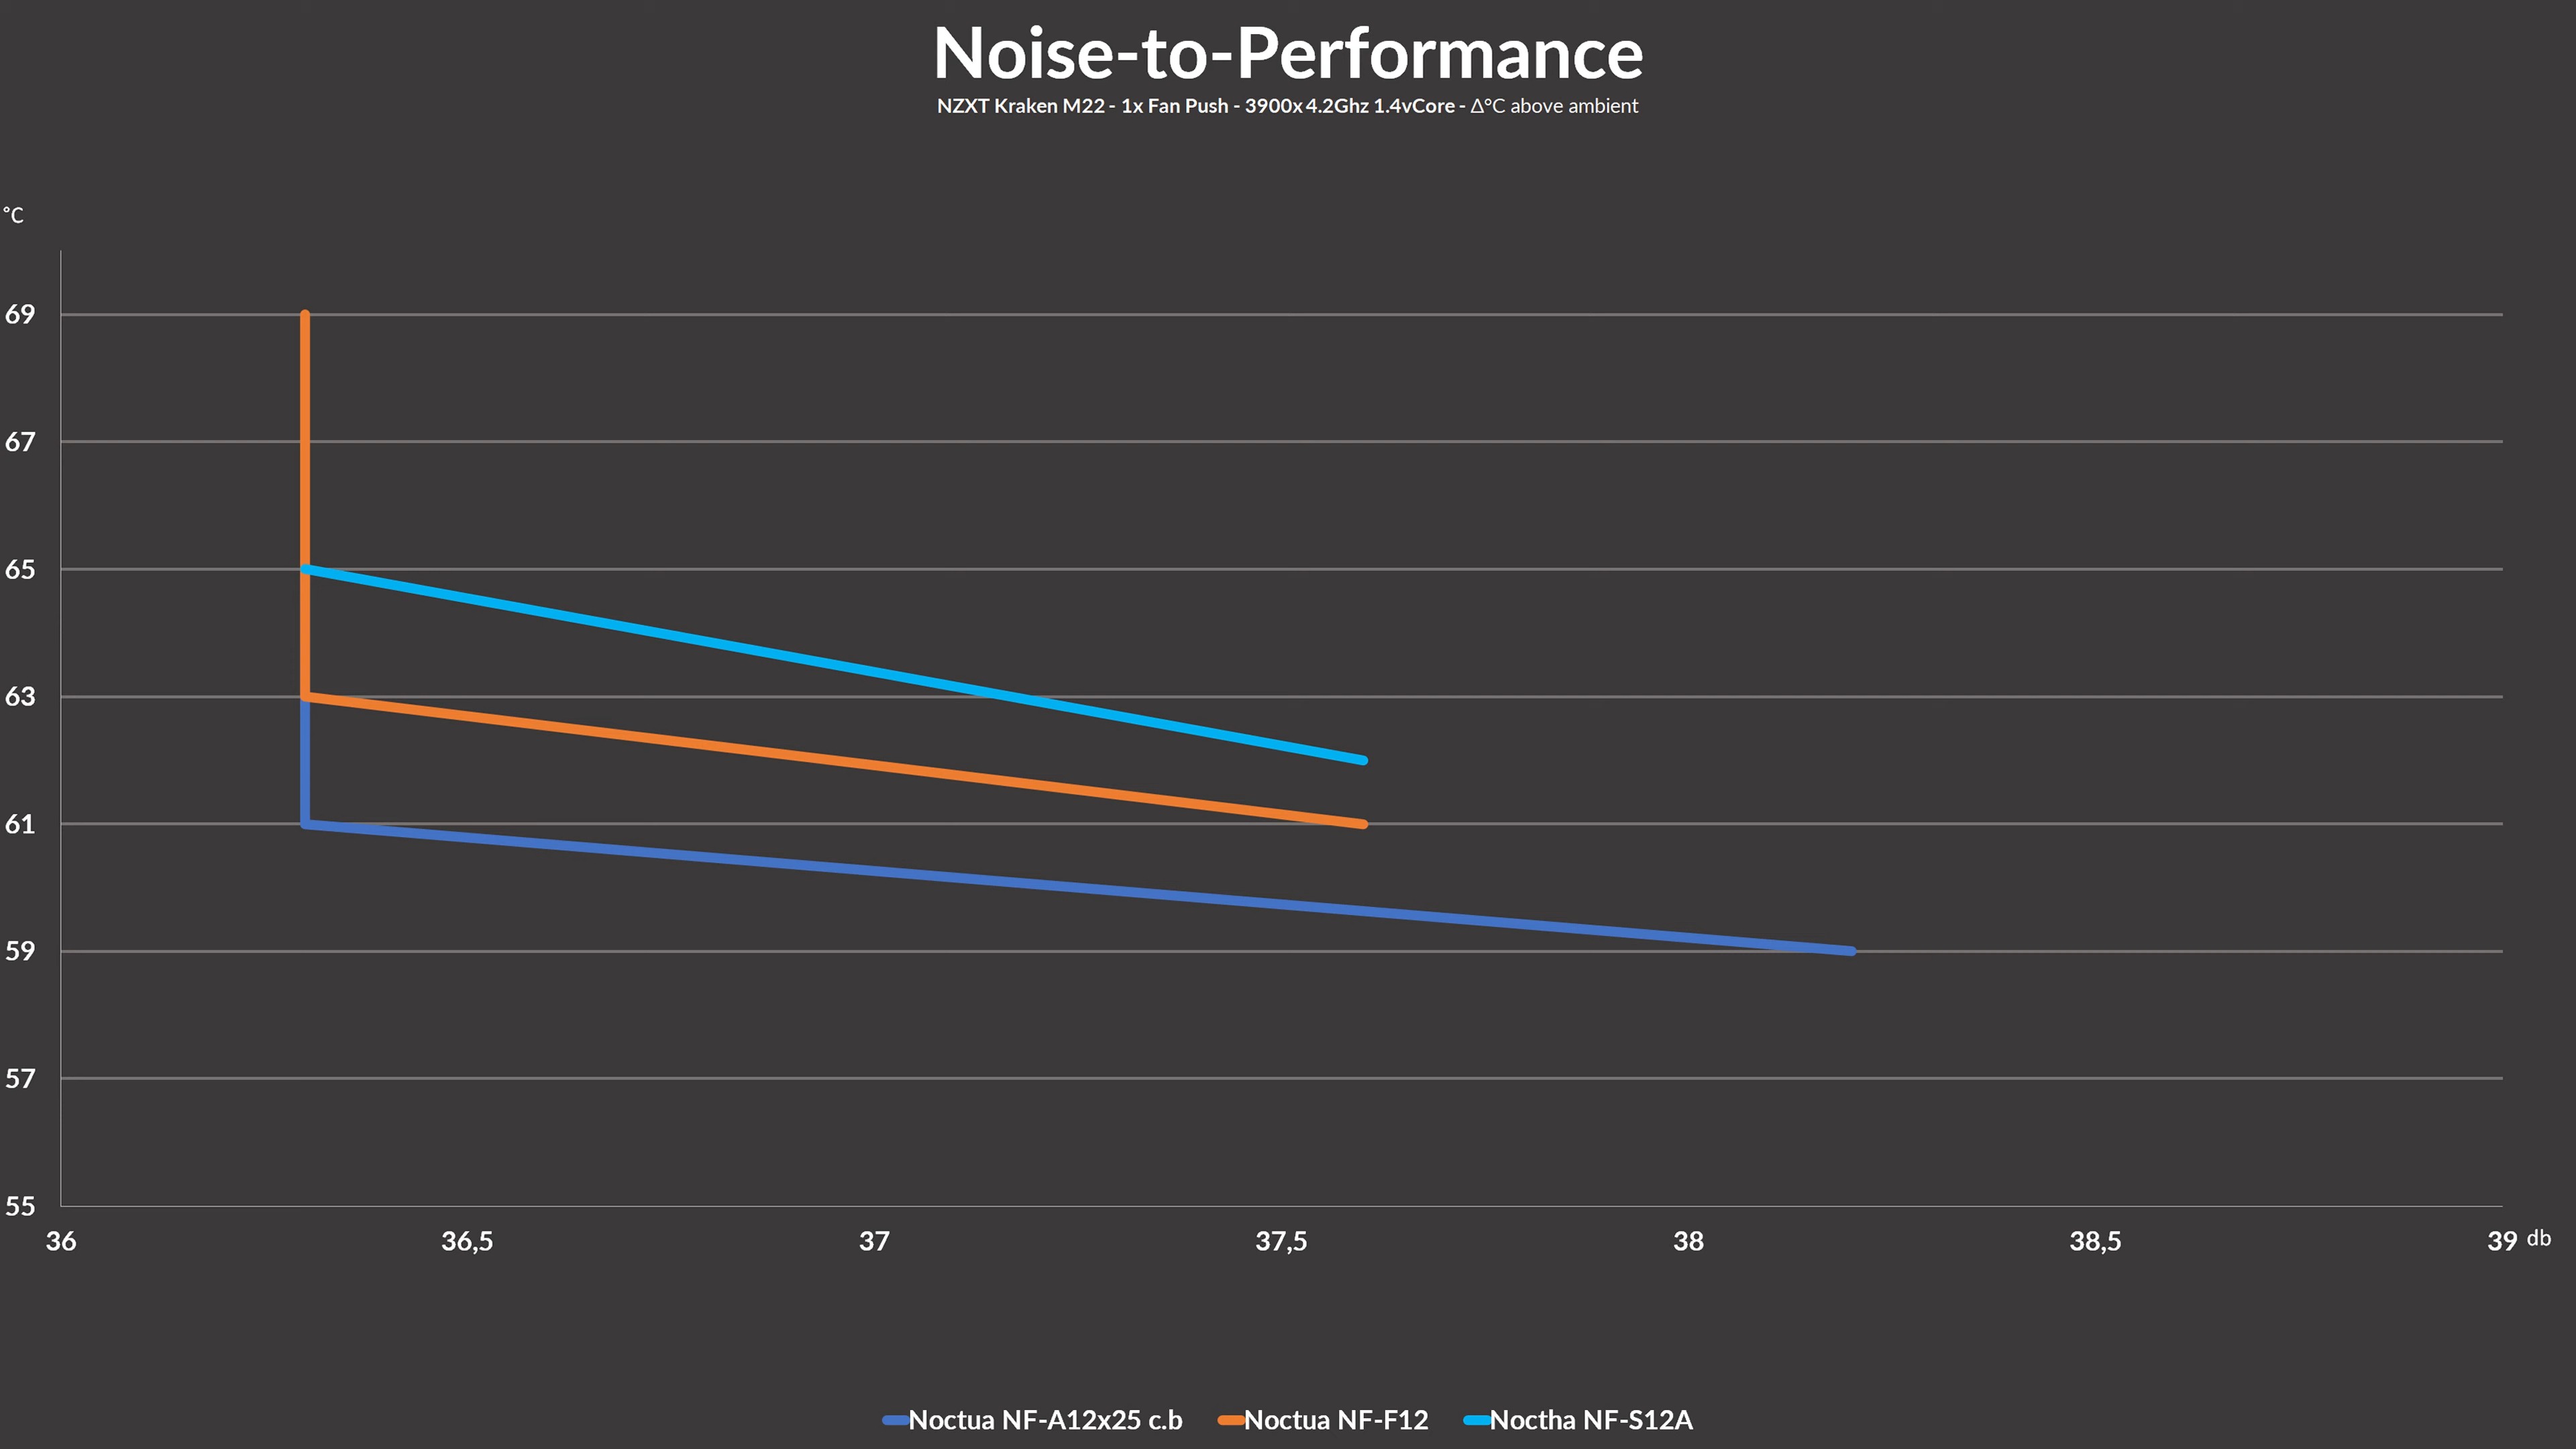 Noise-to-Performance
NZXT Kraken M22 - 1x Fan Push - 3900x 4.2Ghz 1.4vCore - Δ°C above ambient
°C
69
67
65
63
61
59
57
55
36 36,5 37 37,5 38 38,5 39 db
Noctua NF-A12x25 c.b Noctua NF-F12 Noctha NF-S12A